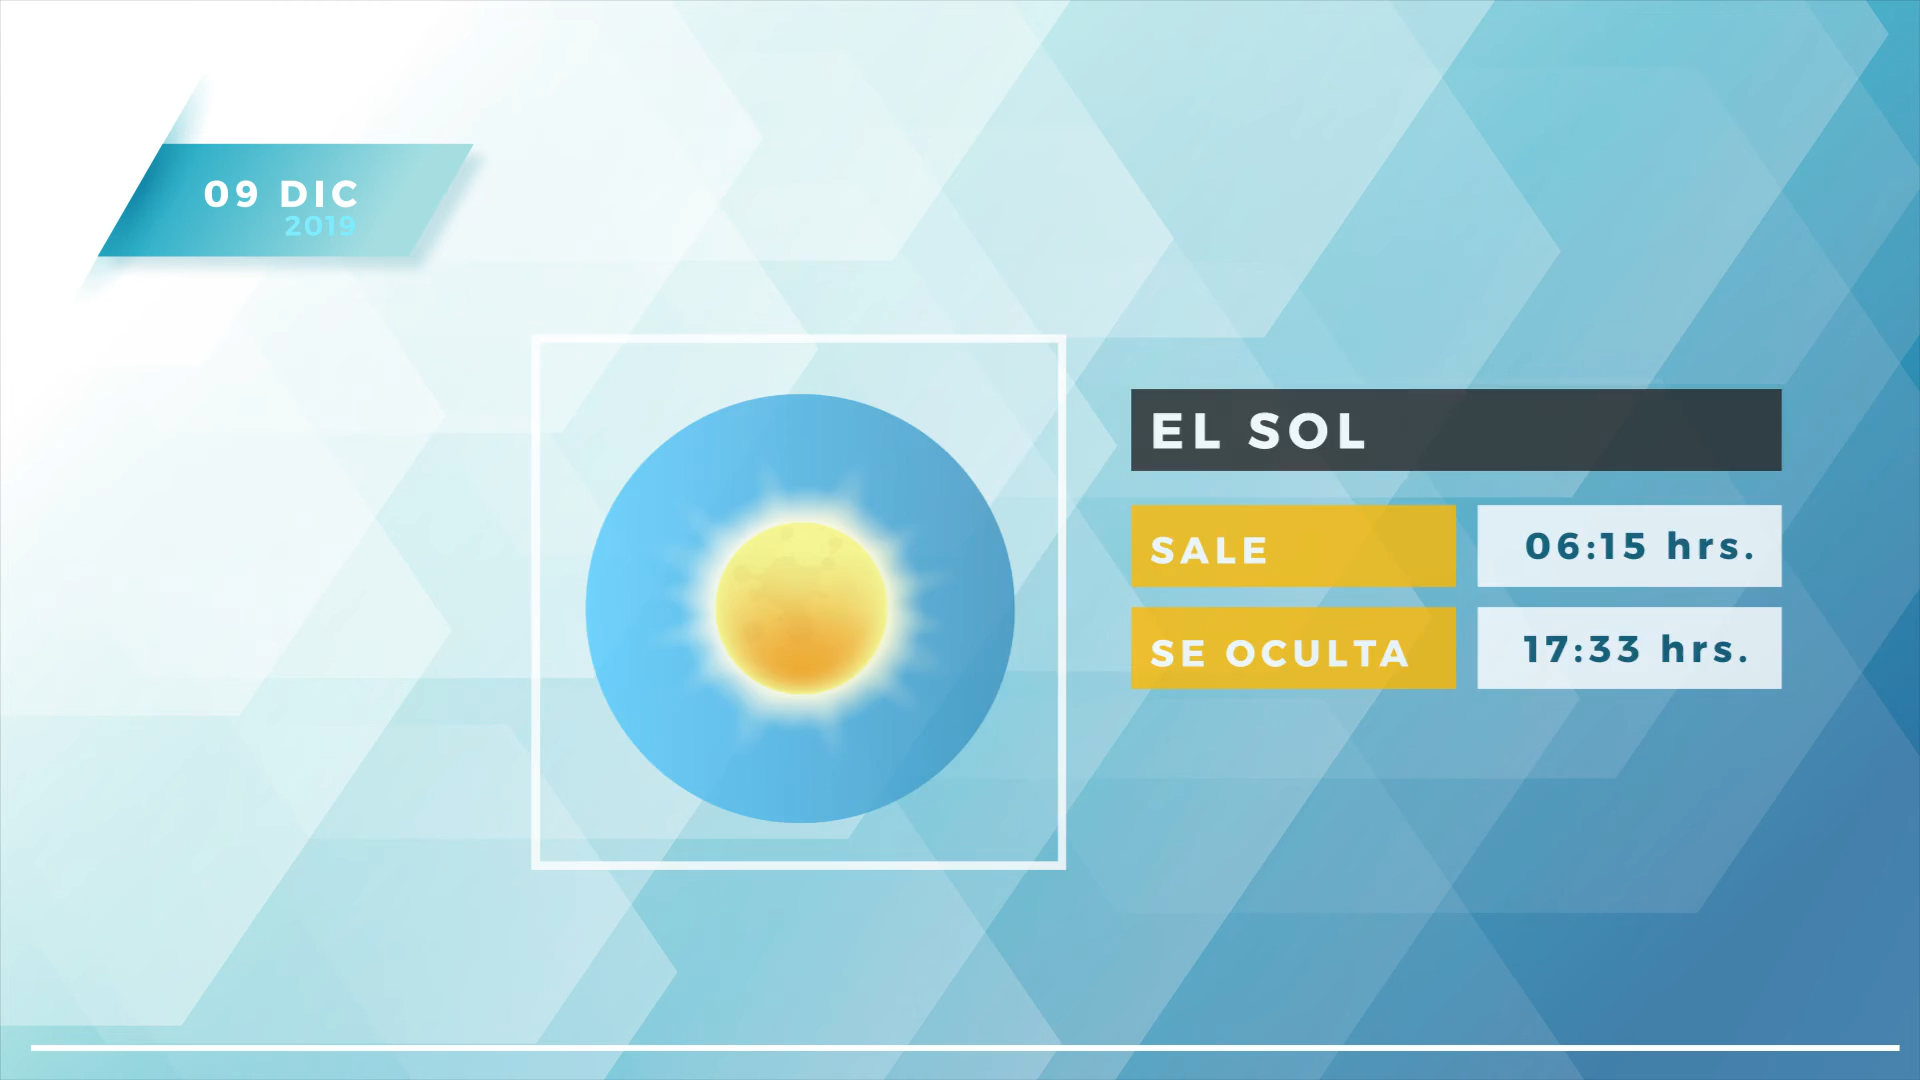 09 DIC
2019
EL SOL
SALE 06:15 hrs.
SE OCULTA 17:33 hrs.